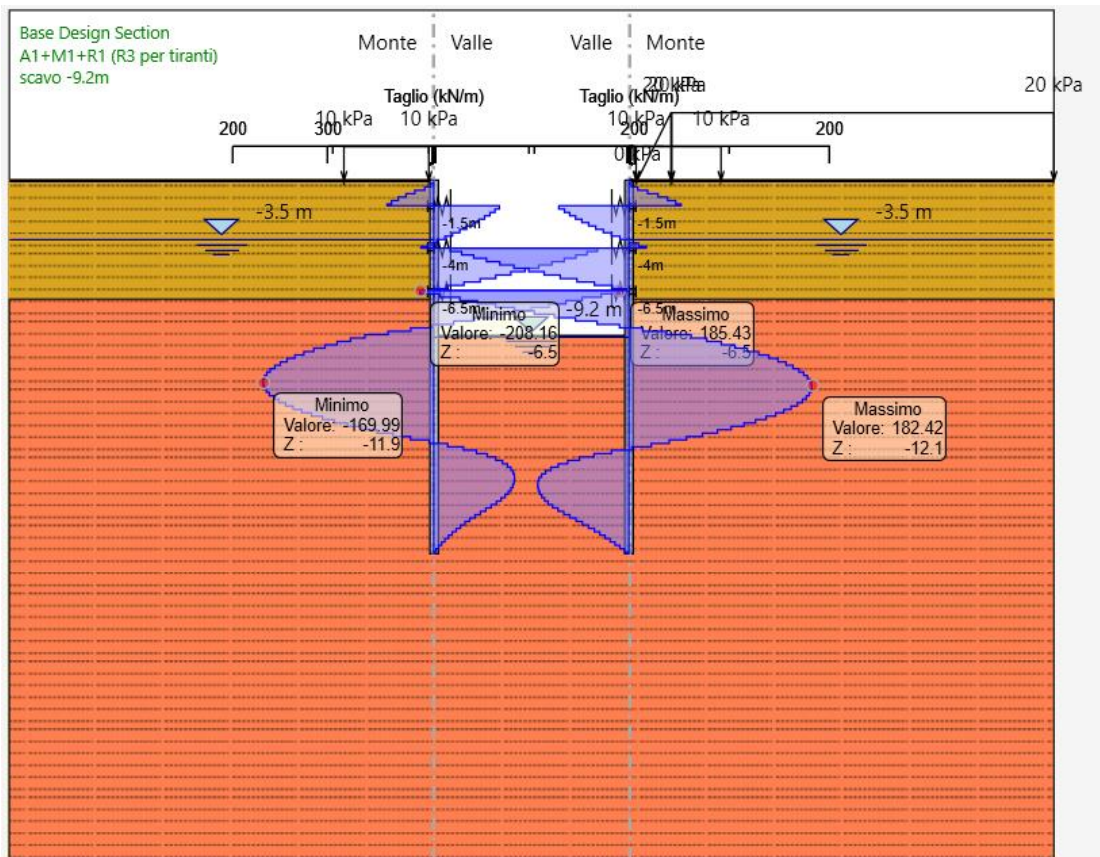 Base Design Section
A1+M1+R1 (R3 per tiranti)
scavo -9.2m
Monte
Valle
Valle
Monte
20 kPa
20 kPa
20 kPa
Taglio (kN/m)
Taglio (kN/m)
10 kPa
10 kPa
10 kPa
10 kPa
200
300
200
200
0 kPa
-3.5 m
-3.5 m
-1.5m
-1.5m
-4m
-4m
-6.5m
-9.2 m
-6.5m
Minimo
Valore: -208.16
Z : -6.5
Massimo
Valore: 185.43
Z : -6.5
Minimo
Valore: -169.99
Z : -11.9
Massimo
Valore: 182.42
Z : -12.1